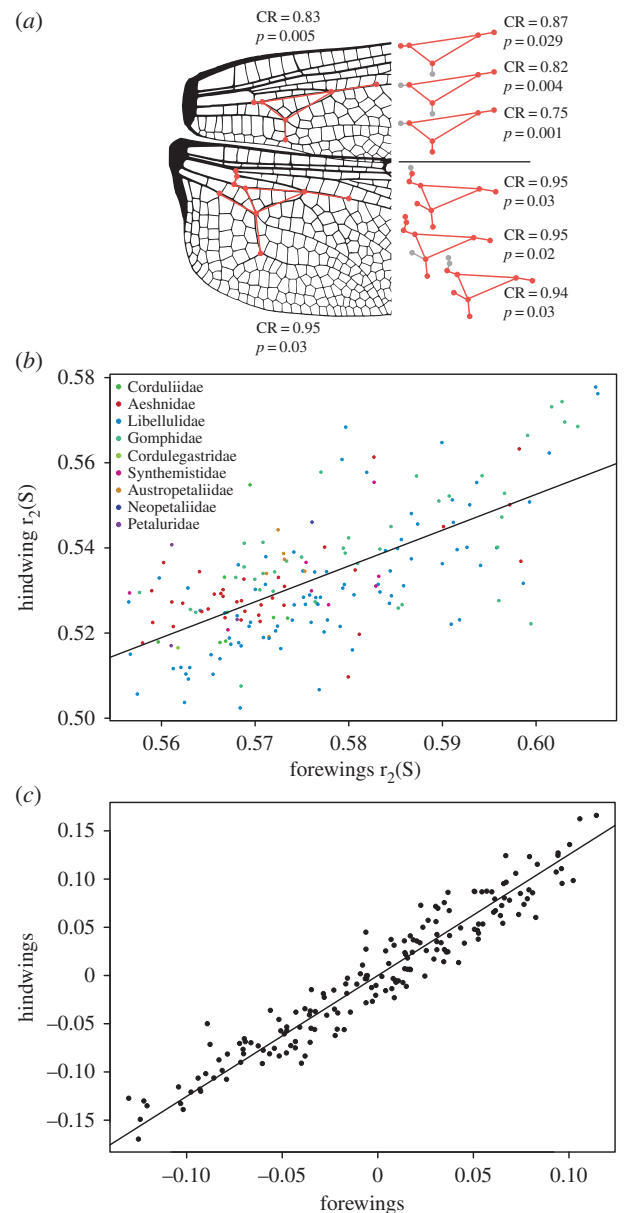 (a)
CR = 0.83
p = 0.005
CR = 0.87
p = 0.029
CR = 0.82
p = 0.004
CR = 0.75
p = 0.001
CR = 0.95
p = 0.03
CR = 0.95
p = 0.02
CR = 0.94
p = 0.03
CR = 0.95
p = 0.03
(b)
0.58
0.56
0.54
0.52
0.50
hindwing r₂(S)
Corduliidae
Aeshnidae
Libellulidae
Gomphidae
Cordulegastridae
Synthemistidae
Austropetaliidae
Neopetaliidae
Petaluridae
0.56 0.57 0.58 0.59 0.60
forewings r₂(S)
(c)
0.15
0.10
0.05
0
−0.05
−0.10
−0.15
hindwings
−0.10 −0.05 0 0.05 0.10
forewings